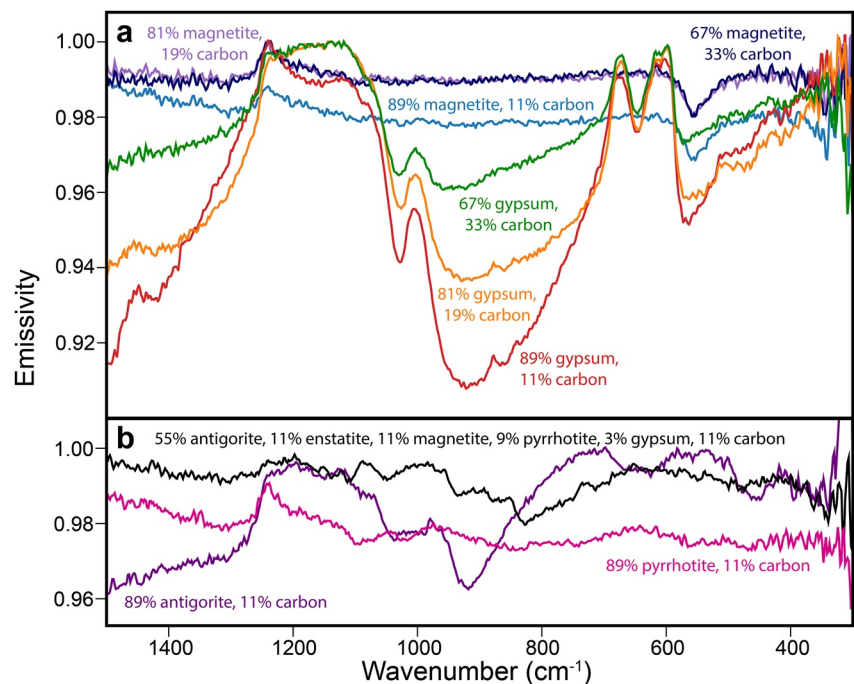 a
81% magnetite,
19% carbon
67% magnetite,
33% carbon
89% magnetite, 11% carbon
67% gypsum,
33% carbon
81% gypsum,
19% carbon
89% gypsum,
11% carbon
1.00
0.98
0.96
0.94
0.92
Emissivity
b
55% antigorite, 11% enstatite, 11% magnetite, 9% pyrrhotite, 3% gypsum, 11% carbon
89% pyrrhotite, 11% carbon
89% antigorite, 11% carbon
1.00
0.98
0.96
1400 1200 1000 800 600 400
Wavenumber (cm⁻¹)